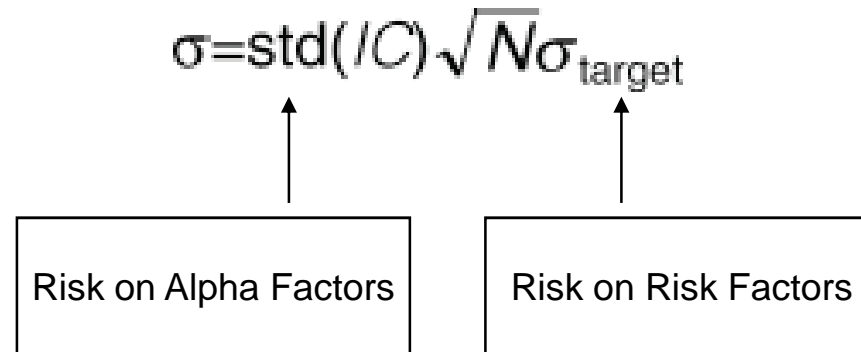 σ=std(IC)√Nσtarget
Risk on Alpha Factors
Risk on Risk Factors